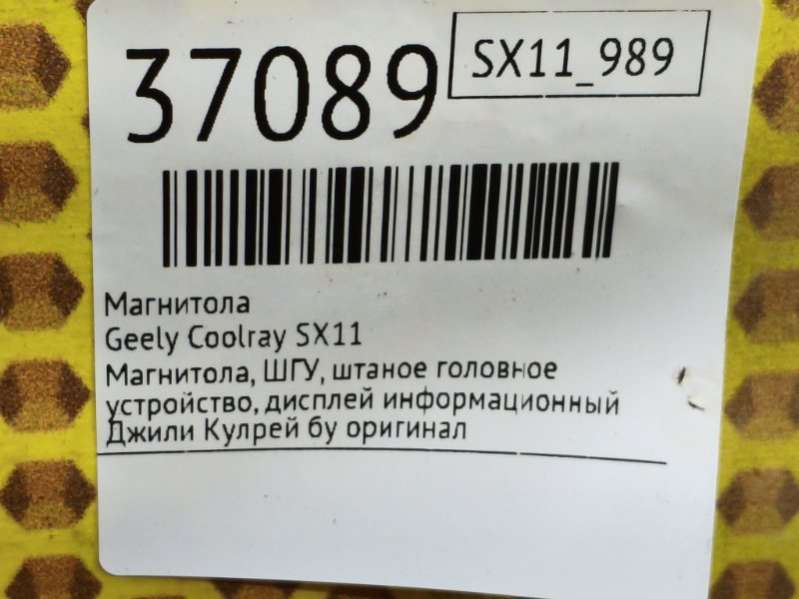 37089
SX11_989
Магнитола
Geely Coolray SX11
Магнитола, ШГУ, штаное головное
устройство, дисплей информационный
Джили Кулрей бу оригинал